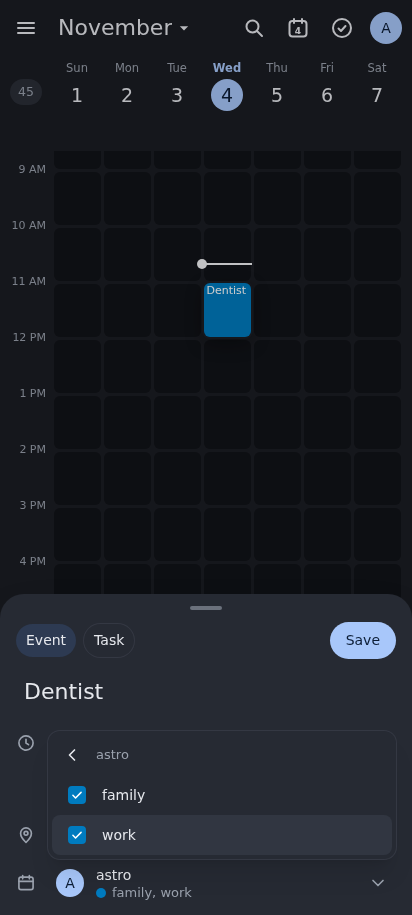 November
4
A
Sun Mon Tue Wed Thu Fri Sat
45 1 2 3 4 5 6 7
9 AM
10 AM
11 AM
Dentist
12 PM
1 PM
2 PM
3 PM
4 PM
Event Task Save
Dentist
astro
family
work
A astro
family, work